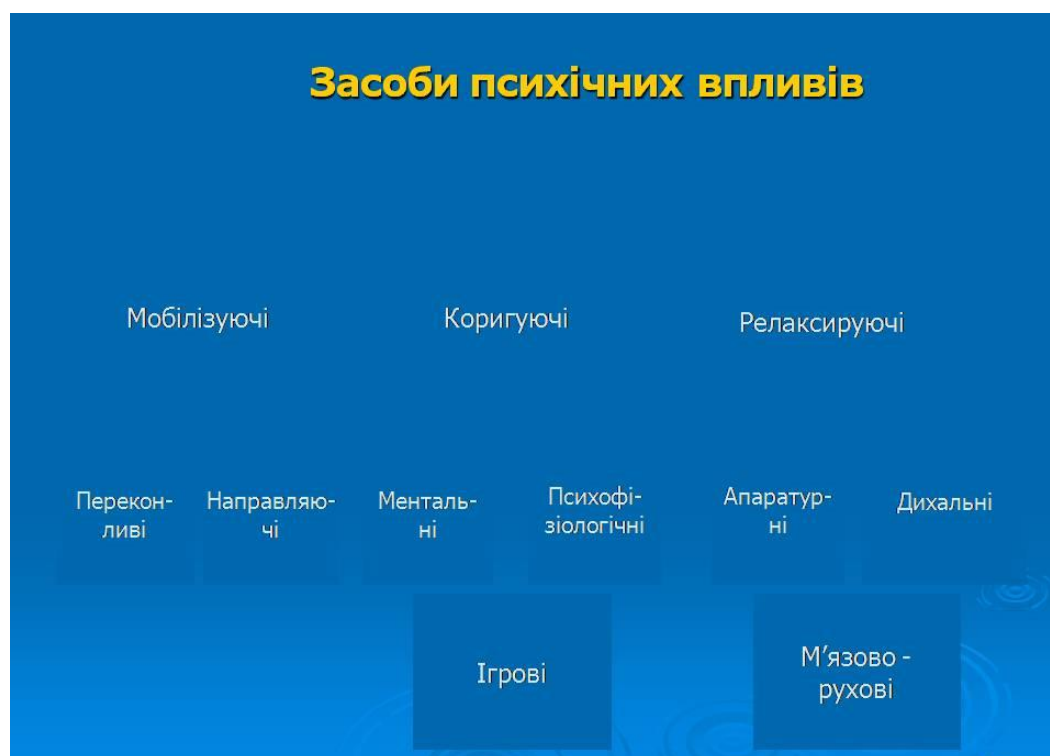 Засоби психічних впливів
Мобілізуючі
Коригуючі
Релаксируючі
Перекон-
ливі
Направляю-
чі
Менталь-
ні
Психофі-
зіологічні
Апаратур-
ні
Дихальні
Ігрові
М’язово -
рухові